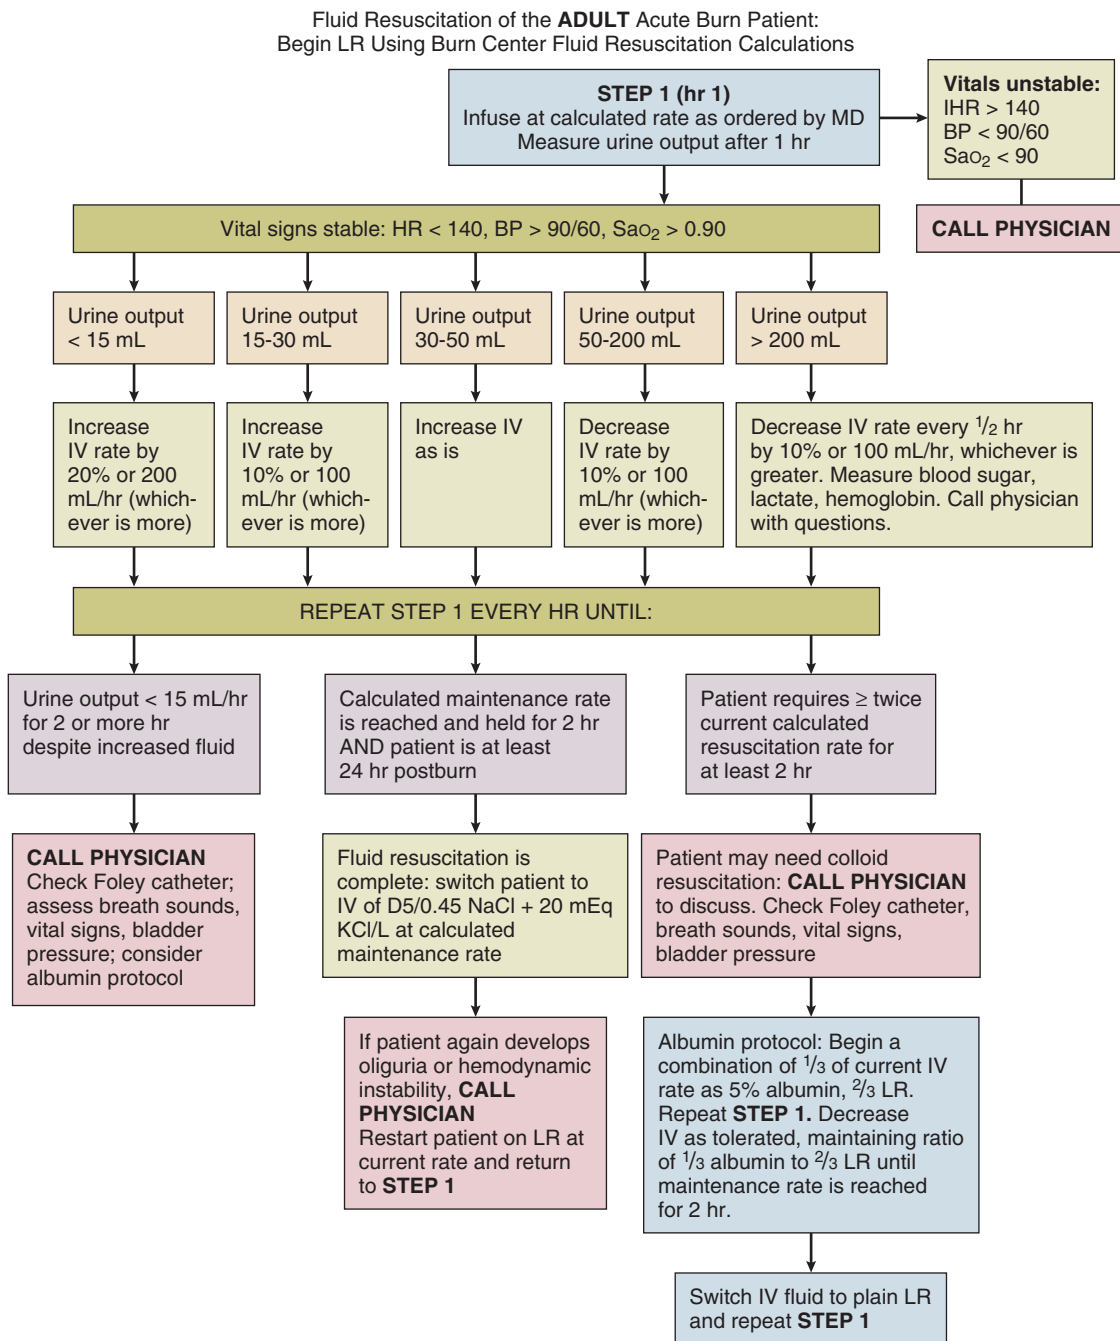 Fluid Resuscitation of the ADULT Acute Burn Patient:
Begin LR Using Burn Center Fluid Resuscitation Calculations
STEP 1 (hr 1)
Infuse at calculated rate as ordered by MD
Measure urine output after 1 hr
Vitals unstable:
IHR > 140
BP < 90/60
SaO2 < 90
CALL PHYSICIAN
Vital signs stable: HR < 140, BP > 90/60, SaO2 > 0.90
Urine output
< 15 mL
Urine output
15-30 mL
Urine output
30-50 mL
Urine output
50-200 mL
Urine output
> 200 mL
Increase
IV rate by
20% or 200
mL/hr (which-
ever is more)
Increase
IV rate by
10% or 100
mL/hr (which-
ever is more)
Increase IV
as is
Decrease
IV rate by
10% or 100
mL/hr (which-
ever is more)
Decrease IV rate every 1/2 hr
by 10% or 100 mL/hr, whichever is
greater. Measure blood sugar,
lactate, hemoglobin. Call physician
with questions.
REPEAT STEP 1 EVERY HR UNTIL:
Urine output < 15 mL/hr
for 2 or more hr
despite increased fluid
Calculated maintenance rate
is reached and held for 2 hr
AND patient is at least
24 hr postburn
Patient requires ≥ twice
current calculated
resuscitation rate for
at least 2 hr
CALL PHYSICIAN
Check Foley catheter;
assess breath sounds,
vital signs, bladder
pressure; consider
albumin protocol
Fluid resuscitation is
complete: switch patient to
IV of D5/0.45 NaCl + 20 mEq
KCl/L at calculated
maintenance rate
Patient may need colloid
resuscitation: CALL PHYSICIAN
to discuss. Check Foley catheter,
breath sounds, vital signs,
bladder pressure
If patient again develops
oliguria or hemodynamic
instability, CALL
PHYSICIAN
Restart patient on LR at
current rate and return
to STEP 1
Albumin protocol: Begin a
combination of 1/3 of current IV
rate as 5% albumin, 2/3 LR.
Repeat STEP 1. Decrease
IV as tolerated, maintaining ratio
of 1/3 albumin to 2/3 LR until
maintenance rate is reached
for 2 hr.
Switch IV fluid to plain LR
and repeat STEP 1